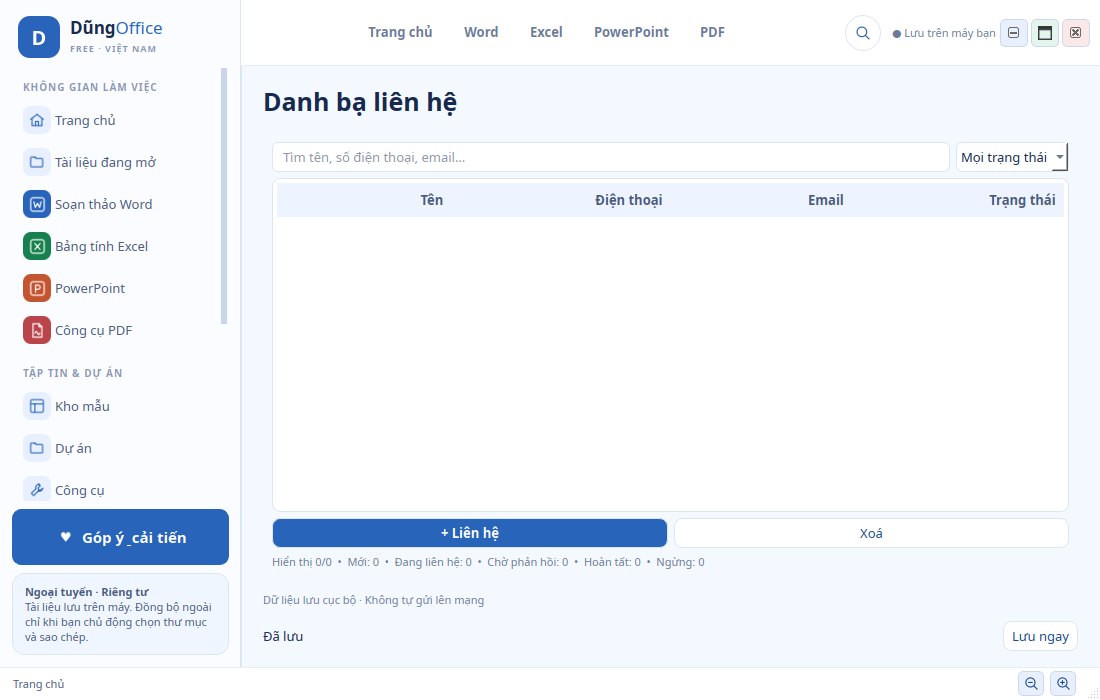 D
DũngOffice
FREE · VIỆT NAM
Trang chủ
Word
Excel
PowerPoint
PDF
● Lưu trên máy bạn
KHÔNG GIAN LÀM VIỆC
Trang chủ
Tài liệu đang mở
Soạn thảo Word
Bảng tính Excel
PowerPoint
Công cụ PDF
TẬP TIN & DỰ ÁN
Kho mẫu
Dự án
Công cụ
♥ Góp ý _cải tiến
Ngoại tuyến · Riêng tư
Tài liệu lưu trên máy. Đồng bộ ngoài
chỉ khi bạn chủ động chọn thư mục
và sao chép.
Danh bạ liên hệ
Tìm tên, số điện thoại, email...
Mọi trạng thái
Tên
Điện thoại
Email
Trạng thái
+ Liên hệ
Xoá
Hiển thị 0/0 • Mới: 0 • Đang liên hệ: 0 • Chờ phản hồi: 0 • Hoàn tất: 0 • Ngừng: 0
Dữ liệu lưu cục bộ · Không tự gửi lên mạng
Đã lưu
Lưu ngay
Trang chủ